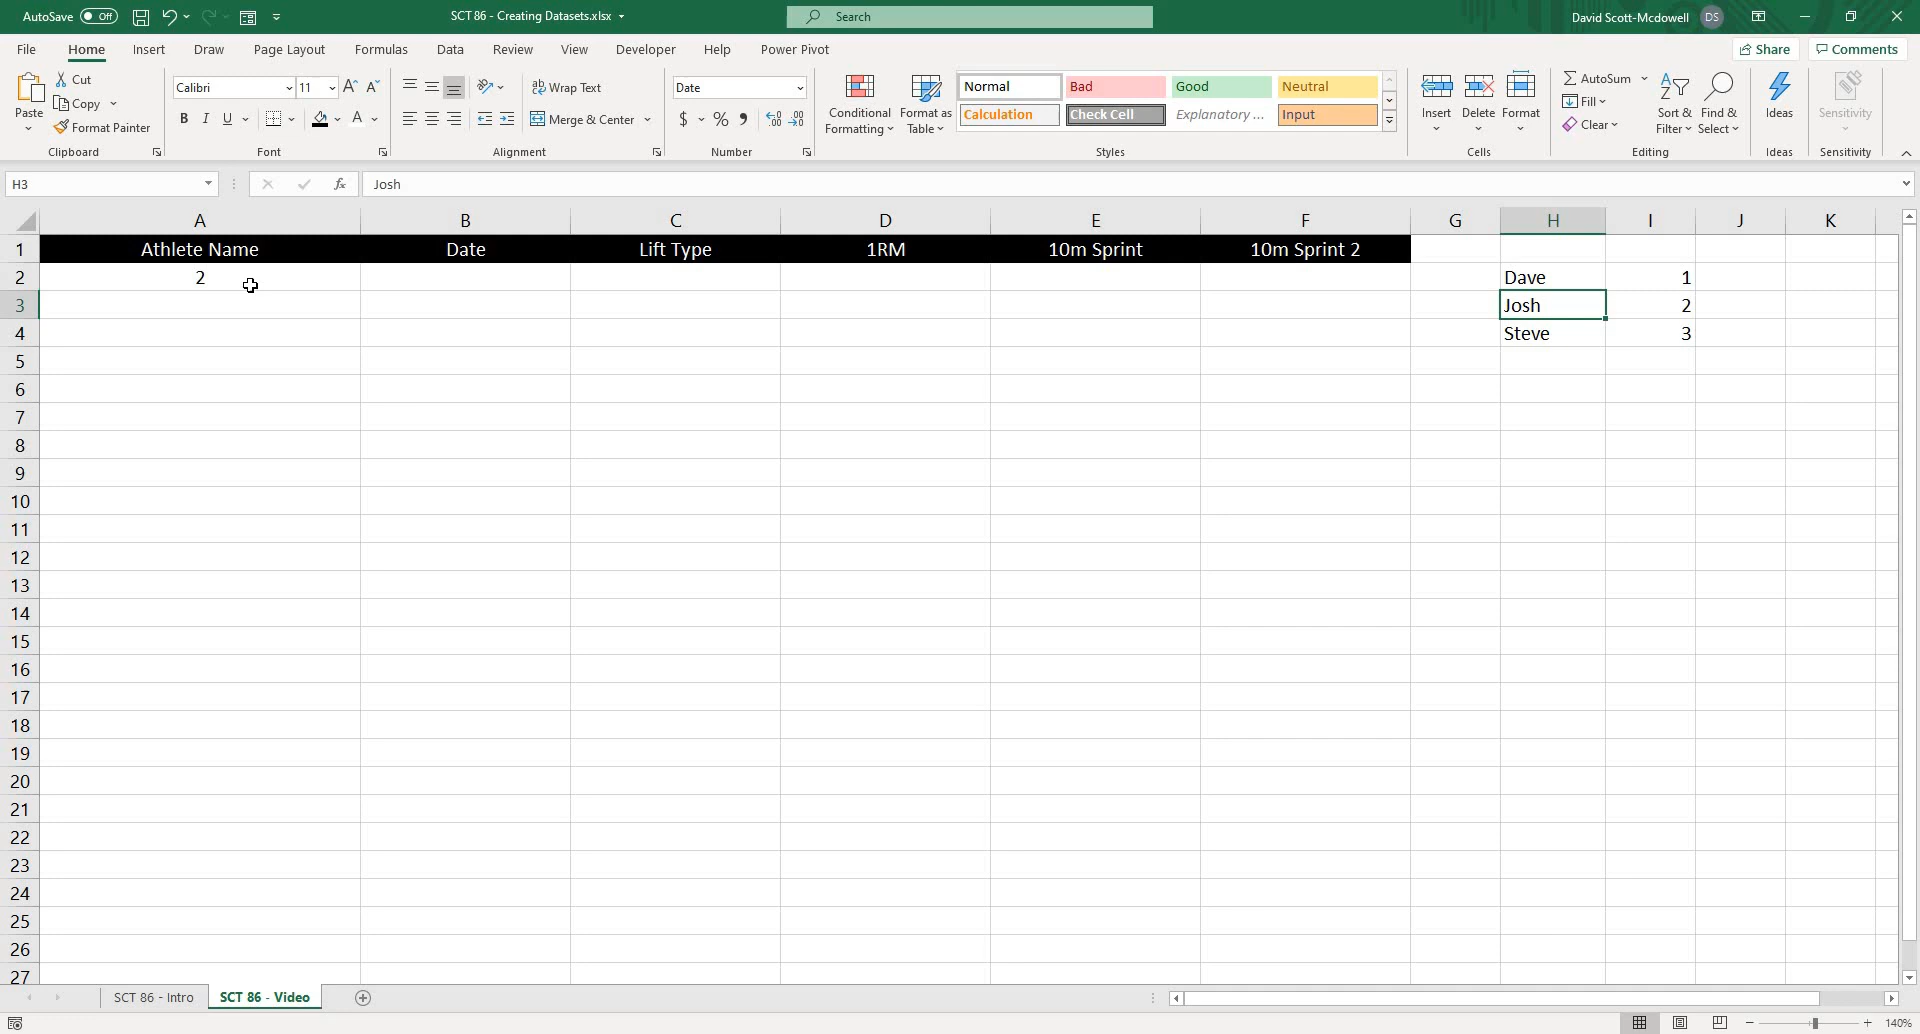 AutoSave Off SCT 86 - Creating Datasets.xlsx Search David Scott-Mcdowell DS
File Home Insert Draw Page Layout Formulas Data Review View Developer Help Power Pivot Share Comments
Paste Cut Copy Format Painter Clipboard
Calibri 11 B I U A Font
Wrap Text Merge & Center Alignment
Date $ % Number
Conditional Formatting Format as Table
Normal Bad Good Neutral
Calculation Check Cell Explanatory ... Input
Styles
Insert Delete Format Cells
AutoSum Fill Clear Sort & Filter Find & Select Editing
Ideas Ideas
Sensitivity Sensitivity
H3 fx Josh
A B C D E F G H I J K
1 Athlete Name Date Lift Type 1RM 10m Sprint 10m Sprint 2
2 2 Dave 1
3 Josh 2
4 Steve 3
5
6
7
8
9
10
11
12
13
14
15
16
17
18
19
20
21
22
23
24
25
26
27
SCT 86 - Intro SCT 86 - Video
140%